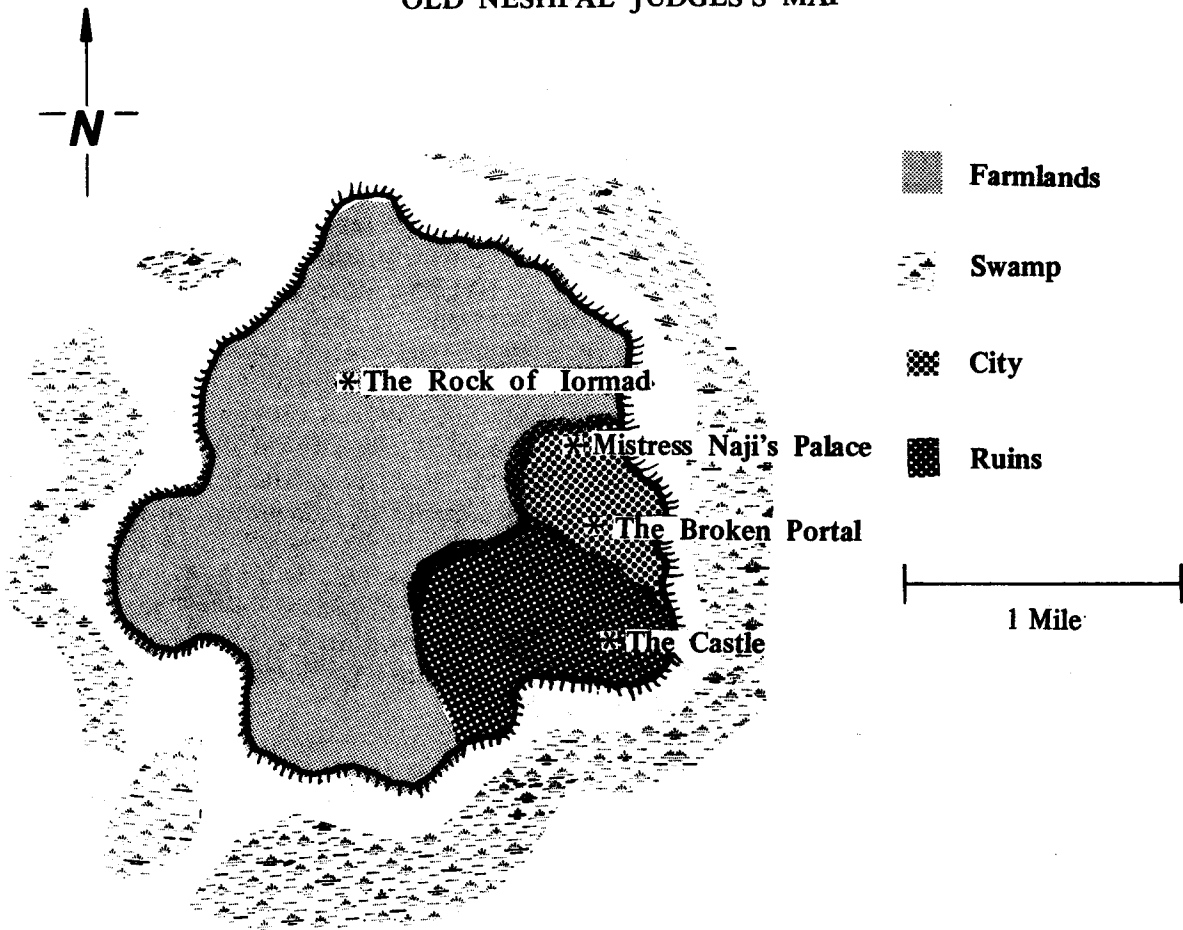 OLD NESHPAL JUDGES'S MAP
N
Farmlands
Swamp
The Rock of Iormad
City
Mistress Naji's Palace
Ruins
The Broken Portal
1 Mile
The Castle